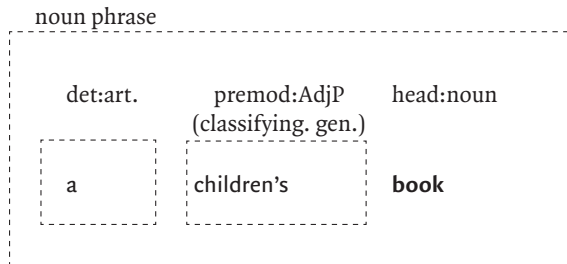 noun phrase
det:art. premod:AdjP head:noun
(classifying. gen.)
a children’s book